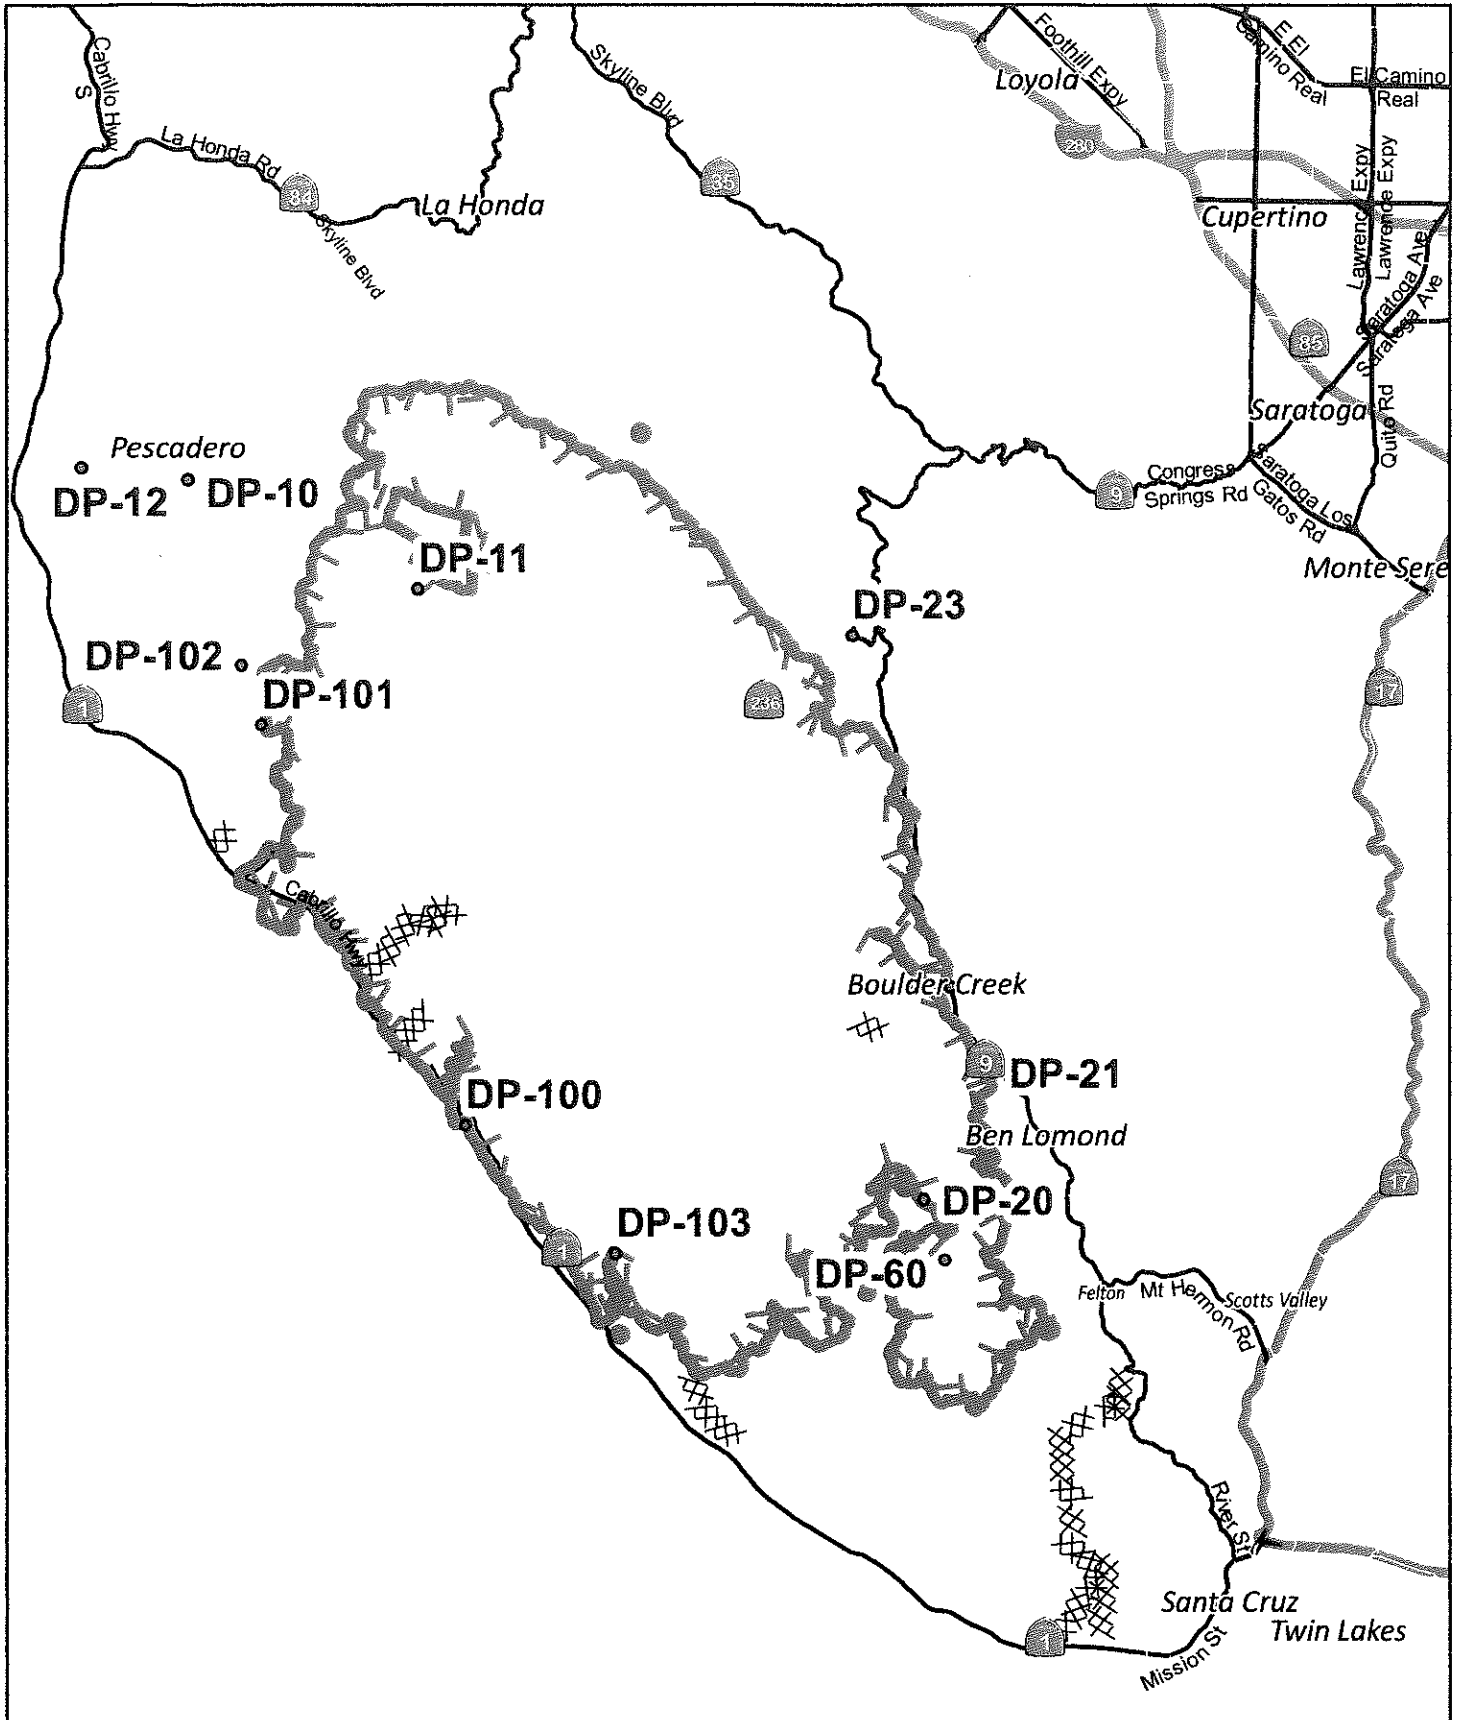 Cabrillo Hwy
S
Skyline Blvd
Foothill Expy
Loyola
E El
Camino Real
El Camino
Real
280
La Honda Rd
84
La Honda
Skyline Blvd
35
Cupertino
Lawrence Expy
Lawrence Expy
Saratoga Ave
Saratoga Ave
85
Saratoga
Quito Rd
Pescadero
DP-12
DP-10
Congress
Springs Rd
9
Saratoga Los
Gatos Rd
Monte Sere
DP-11
DP-23
DP-102
DP-101
1
236
17
Cabrillo Hwy
Boulder Creek
9
DP-21
DP-100
Ben Lomond
17
DP-20
DP-103
1
DP-60
Felton
Mt Hermon Rd
Scotts Valley
River St
Santa Cruz
Twin Lakes
1
Mission St